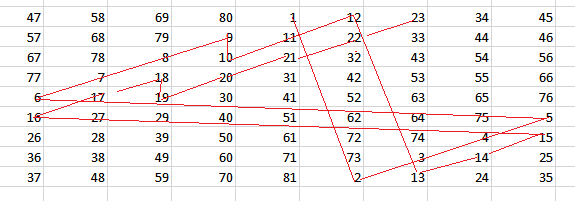 47 58 69 80 1 12 23 34 45
57 68 79 9 11 22 33 44 46
67 78 8 10 21 32 43 54 56
77 7 18 20 31 42 53 55 66
6 17 19 30 41 52 63 65 76
16 27 29 40 51 62 64 75 5
26 28 39 50 61 72 74 4 15
36 38 49 60 71 73 3 14 25
37 48 59 70 81 2 13 24 35